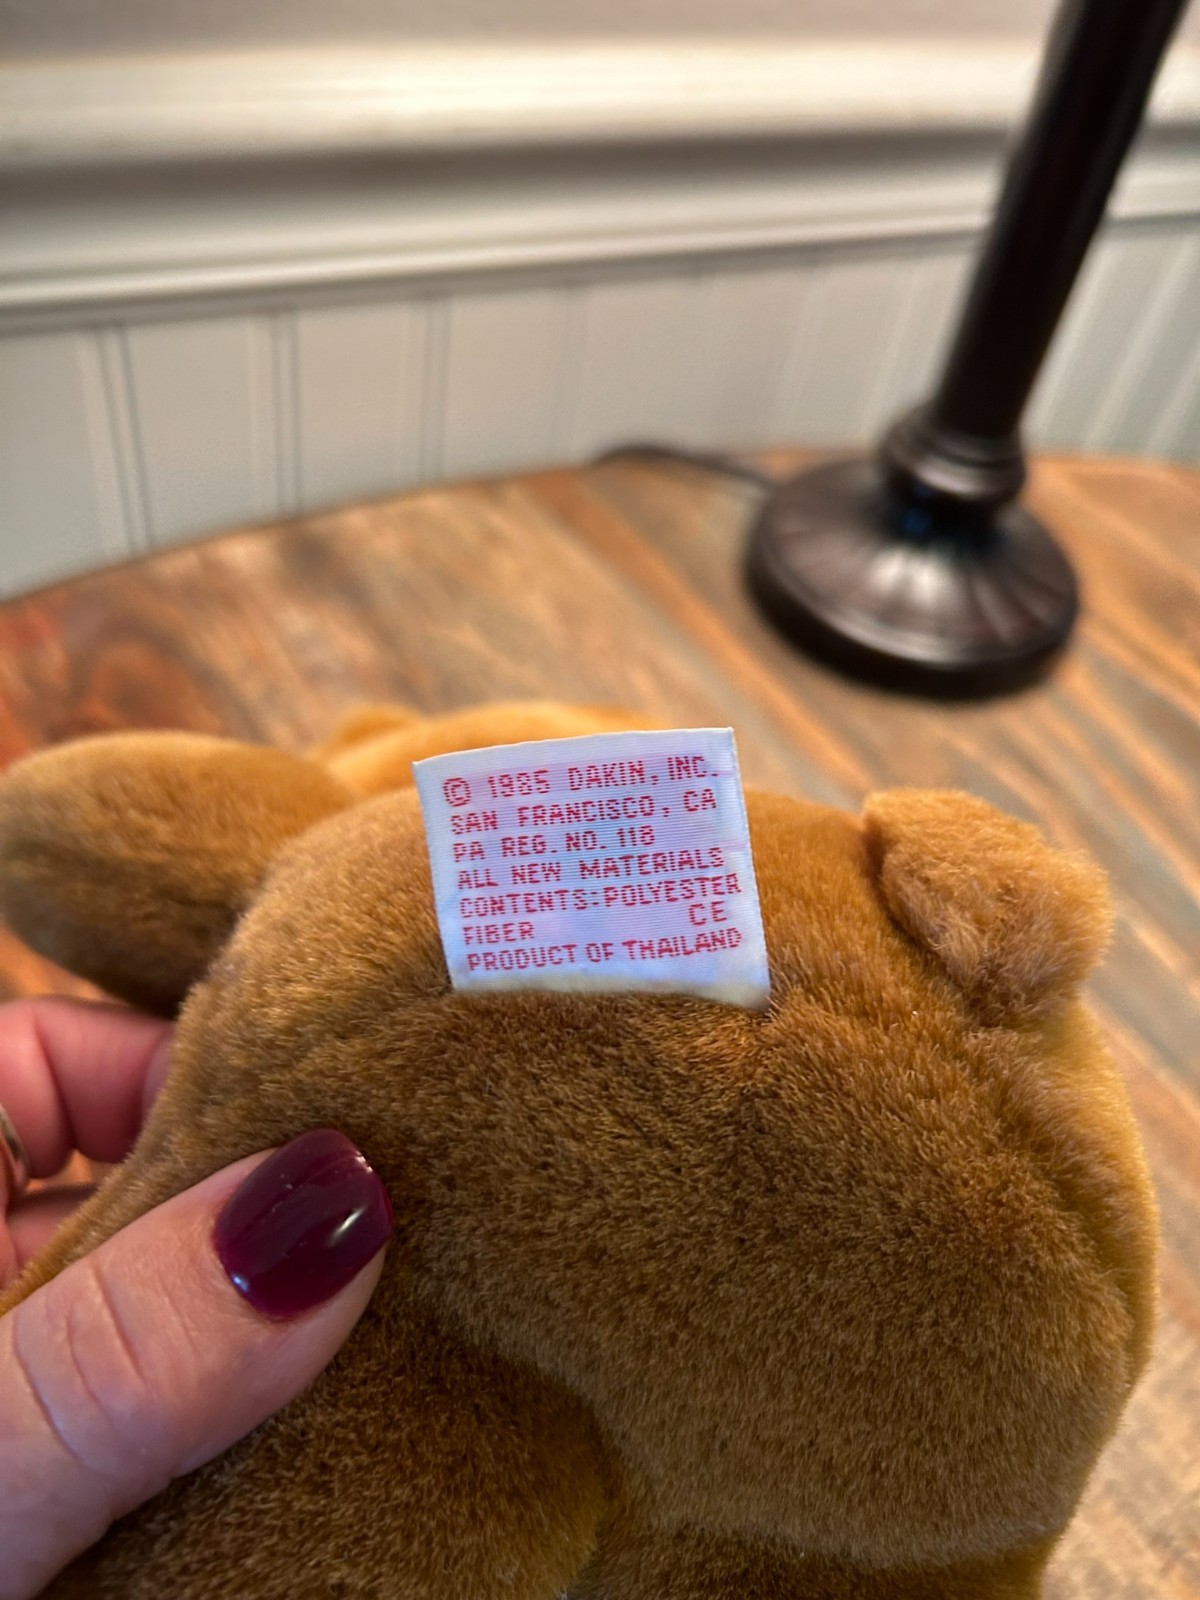 © 1985 DAKIN, INC.
SAN FRANCISCO, CA
PA REG. NO. 118
ALL NEW MATERIALS
CONTENTS: POLYESTER
FIBER CE
PRODUCT OF THAILAND